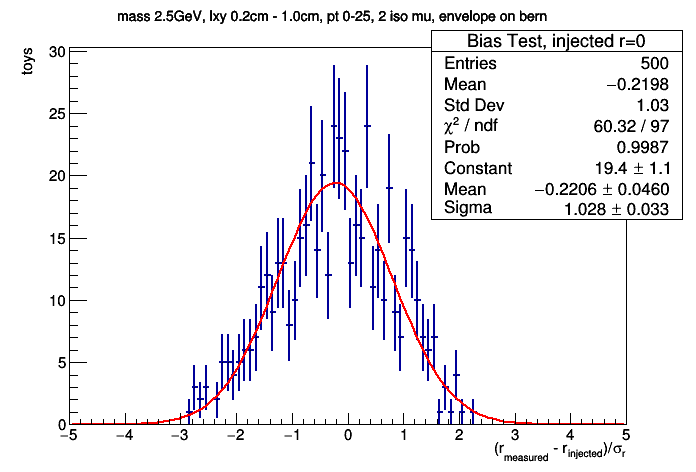 mass 2.5GeV, lxy 0.2cm - 1.0cm, pt 0-25, 2 iso mu, envelope on bern
Bias Test, injected r=0
Entries 500
Mean −0.2198
Std Dev 1.03
χ² / ndf 60.32 / 97
Prob 0.9987
Constant 19.4 ± 1.1
Mean −0.2206 ± 0.0460
Sigma 1.028 ± 0.033
toys
30
25
20
15
10
5
0
−5 −4 −3 −2 −1 0 1 2 3 4 5
(r_measured - r_injected)/σ_r